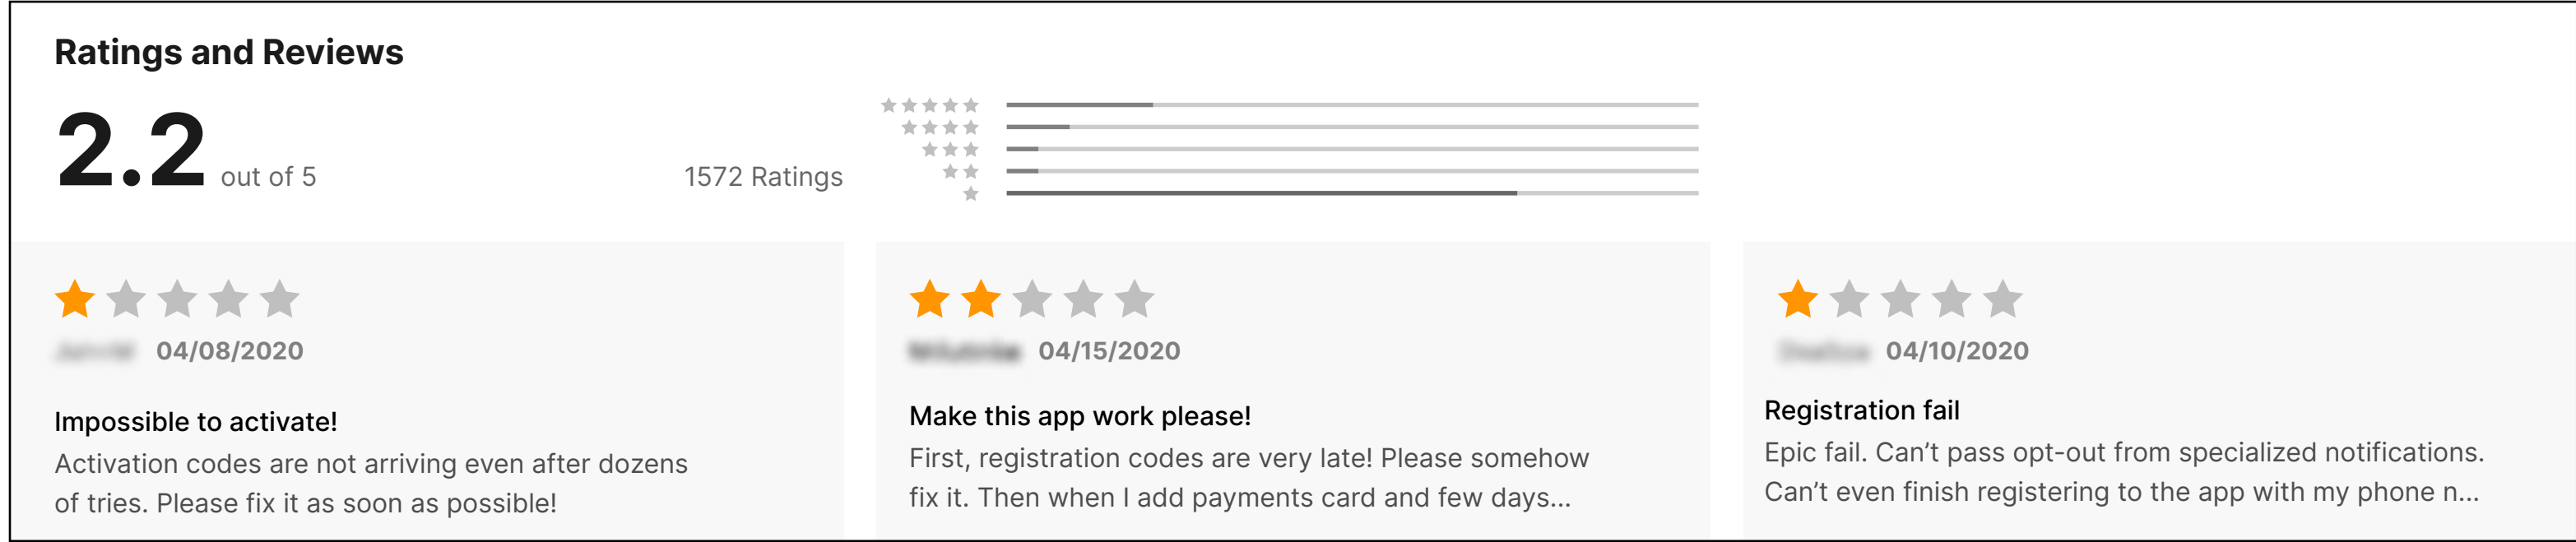 Ratings and Reviews
2.2 out of 5
1572 Ratings
04/08/2020
Impossible to activate!
Activation codes are not arriving even after dozens
of tries. Please fix it as soon as possible!
04/15/2020
Make this app work please!
First, registration codes are very late! Please somehow
fix it. Then when I add payments card and few days...
04/10/2020
Registration fail
Epic fail. Can’t pass opt-out from specialized notifications.
Can’t even finish registering to the app with my phone n...